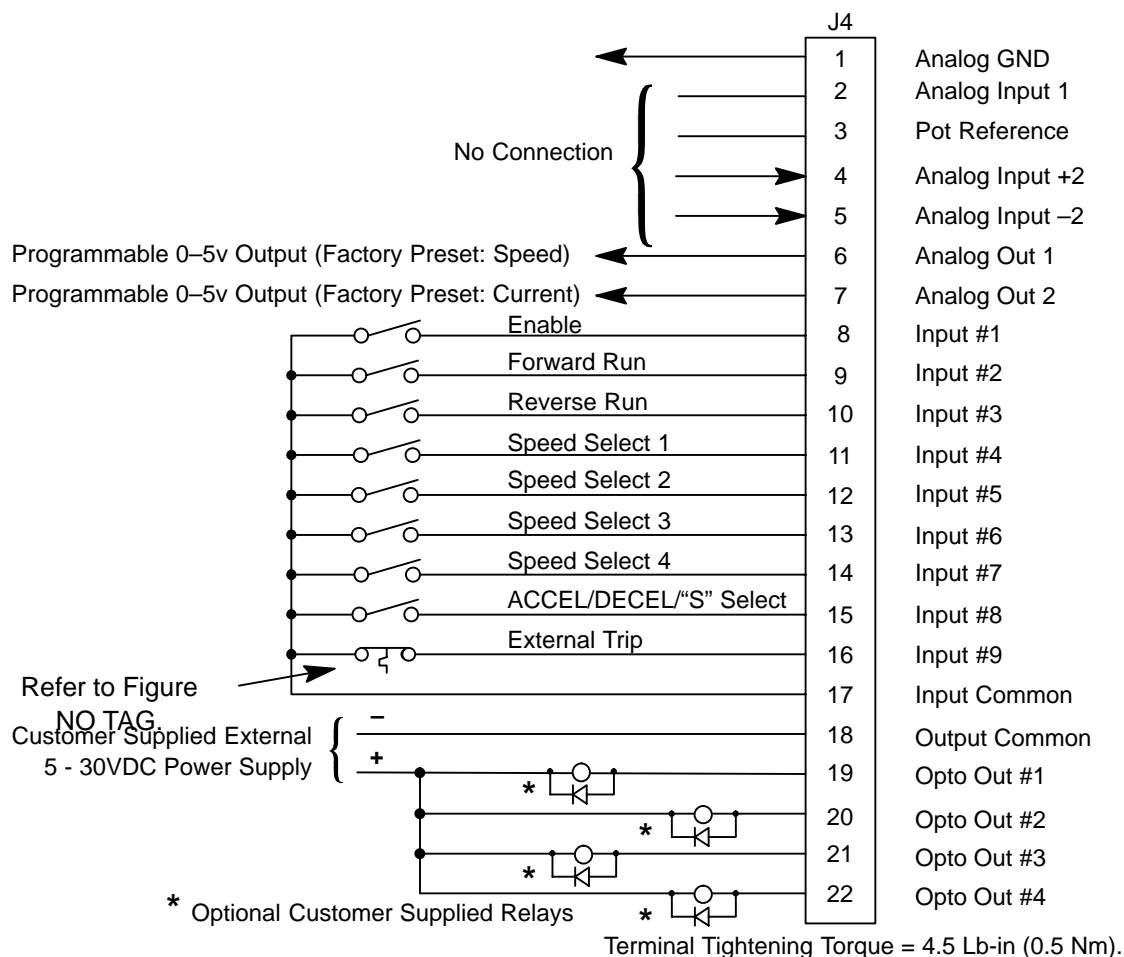 J4
1 Analog GND
2 Analog Input 1
3 Pot Reference
No Connection
4 Analog Input +2
5 Analog Input –2
Programmable 0–5v Output (Factory Preset: Speed) 6 Analog Out 1
Programmable 0–5v Output (Factory Preset: Current) 7 Analog Out 2
Enable 8 Input #1
Forward Run 9 Input #2
Reverse Run 10 Input #3
Speed Select 1 11 Input #4
Speed Select 2 12 Input #5
Speed Select 3 13 Input #6
Speed Select 4 14 Input #7
ACCEL/DECEL/“S” Select 15 Input #8
External Trip 16 Input #9
Refer to Figure
NO TAG.
17 Input Common
Customer Supplied External
5 - 30VDC Power Supply
– 18 Output Common
+ * 19 Opto Out #1
* 20 Opto Out #2
* 21 Opto Out #3
* 22 Opto Out #4
* Optional Customer Supplied Relays
Terminal Tightening Torque = 4.5 Lb-in (0.5 Nm).